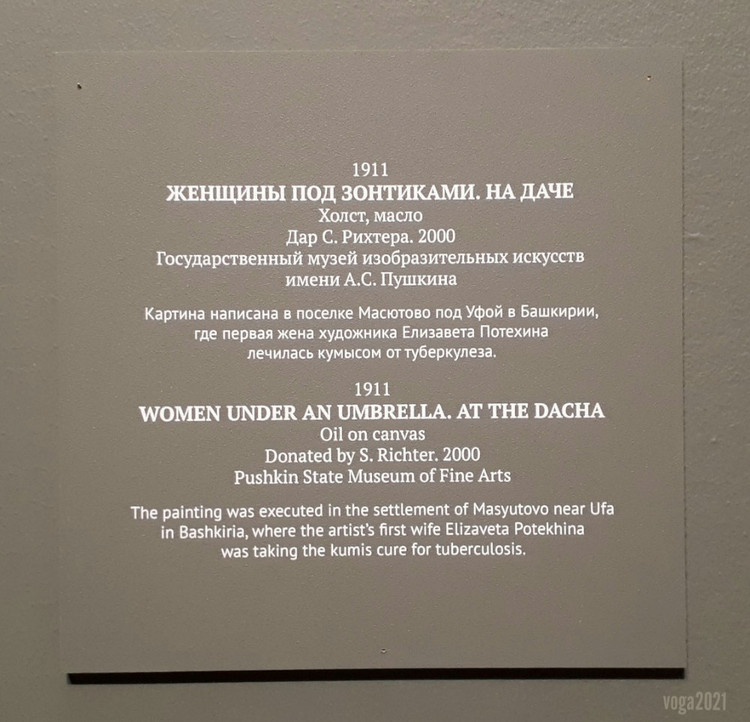 1911
ЖЕНЩИНЫ ПОД ЗОНТИКАМИ. НА ДАЧЕ
Холст, масло
Дар С. Рихтера. 2000
Государственный музей изобразительных искусств
имени А.С. Пушкина
Картина написана в поселке Масютово под Уфой в Башкирии,
где первая жена художника Елизавета Потехина
лечилась кумысом от туберкулеза.
1911
WOMEN UNDER AN UMBRELLA. AT THE DACHA
Oil on canvas
Donated by S. Richter. 2000
Pushkin State Museum of Fine Arts
The painting was executed in the settlement of Masyutovo near Ufa
in Bashkiria, where the artist's first wife Elizaveta Potekhina
was taking the kumis cure for tuberculosis.
voga2021